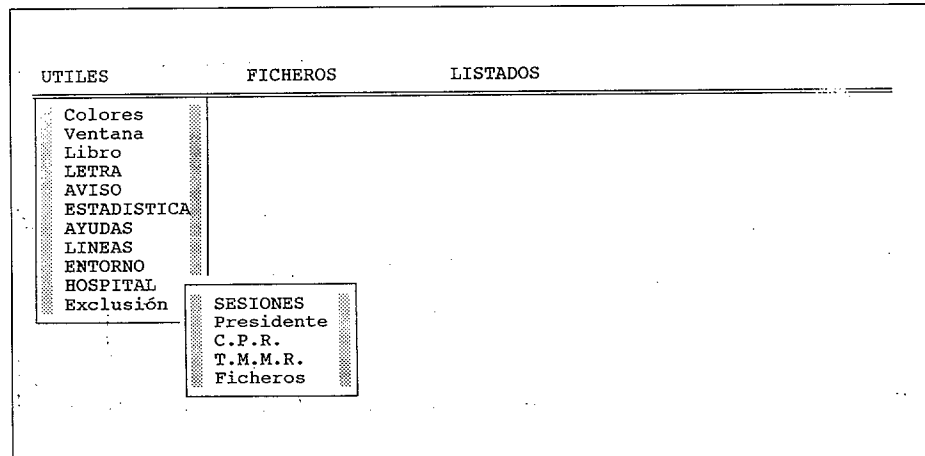 UTILES FICHEROS LISTADOS
Colores
Ventana
Libro
LETRA
AVISO
ESTADISTICA
AYUDAS
LINEAS
ENTORNO
HOSPITAL
Exclusión
SESIONES
Presidente
C.P.R.
T.M.M.R.
Ficheros